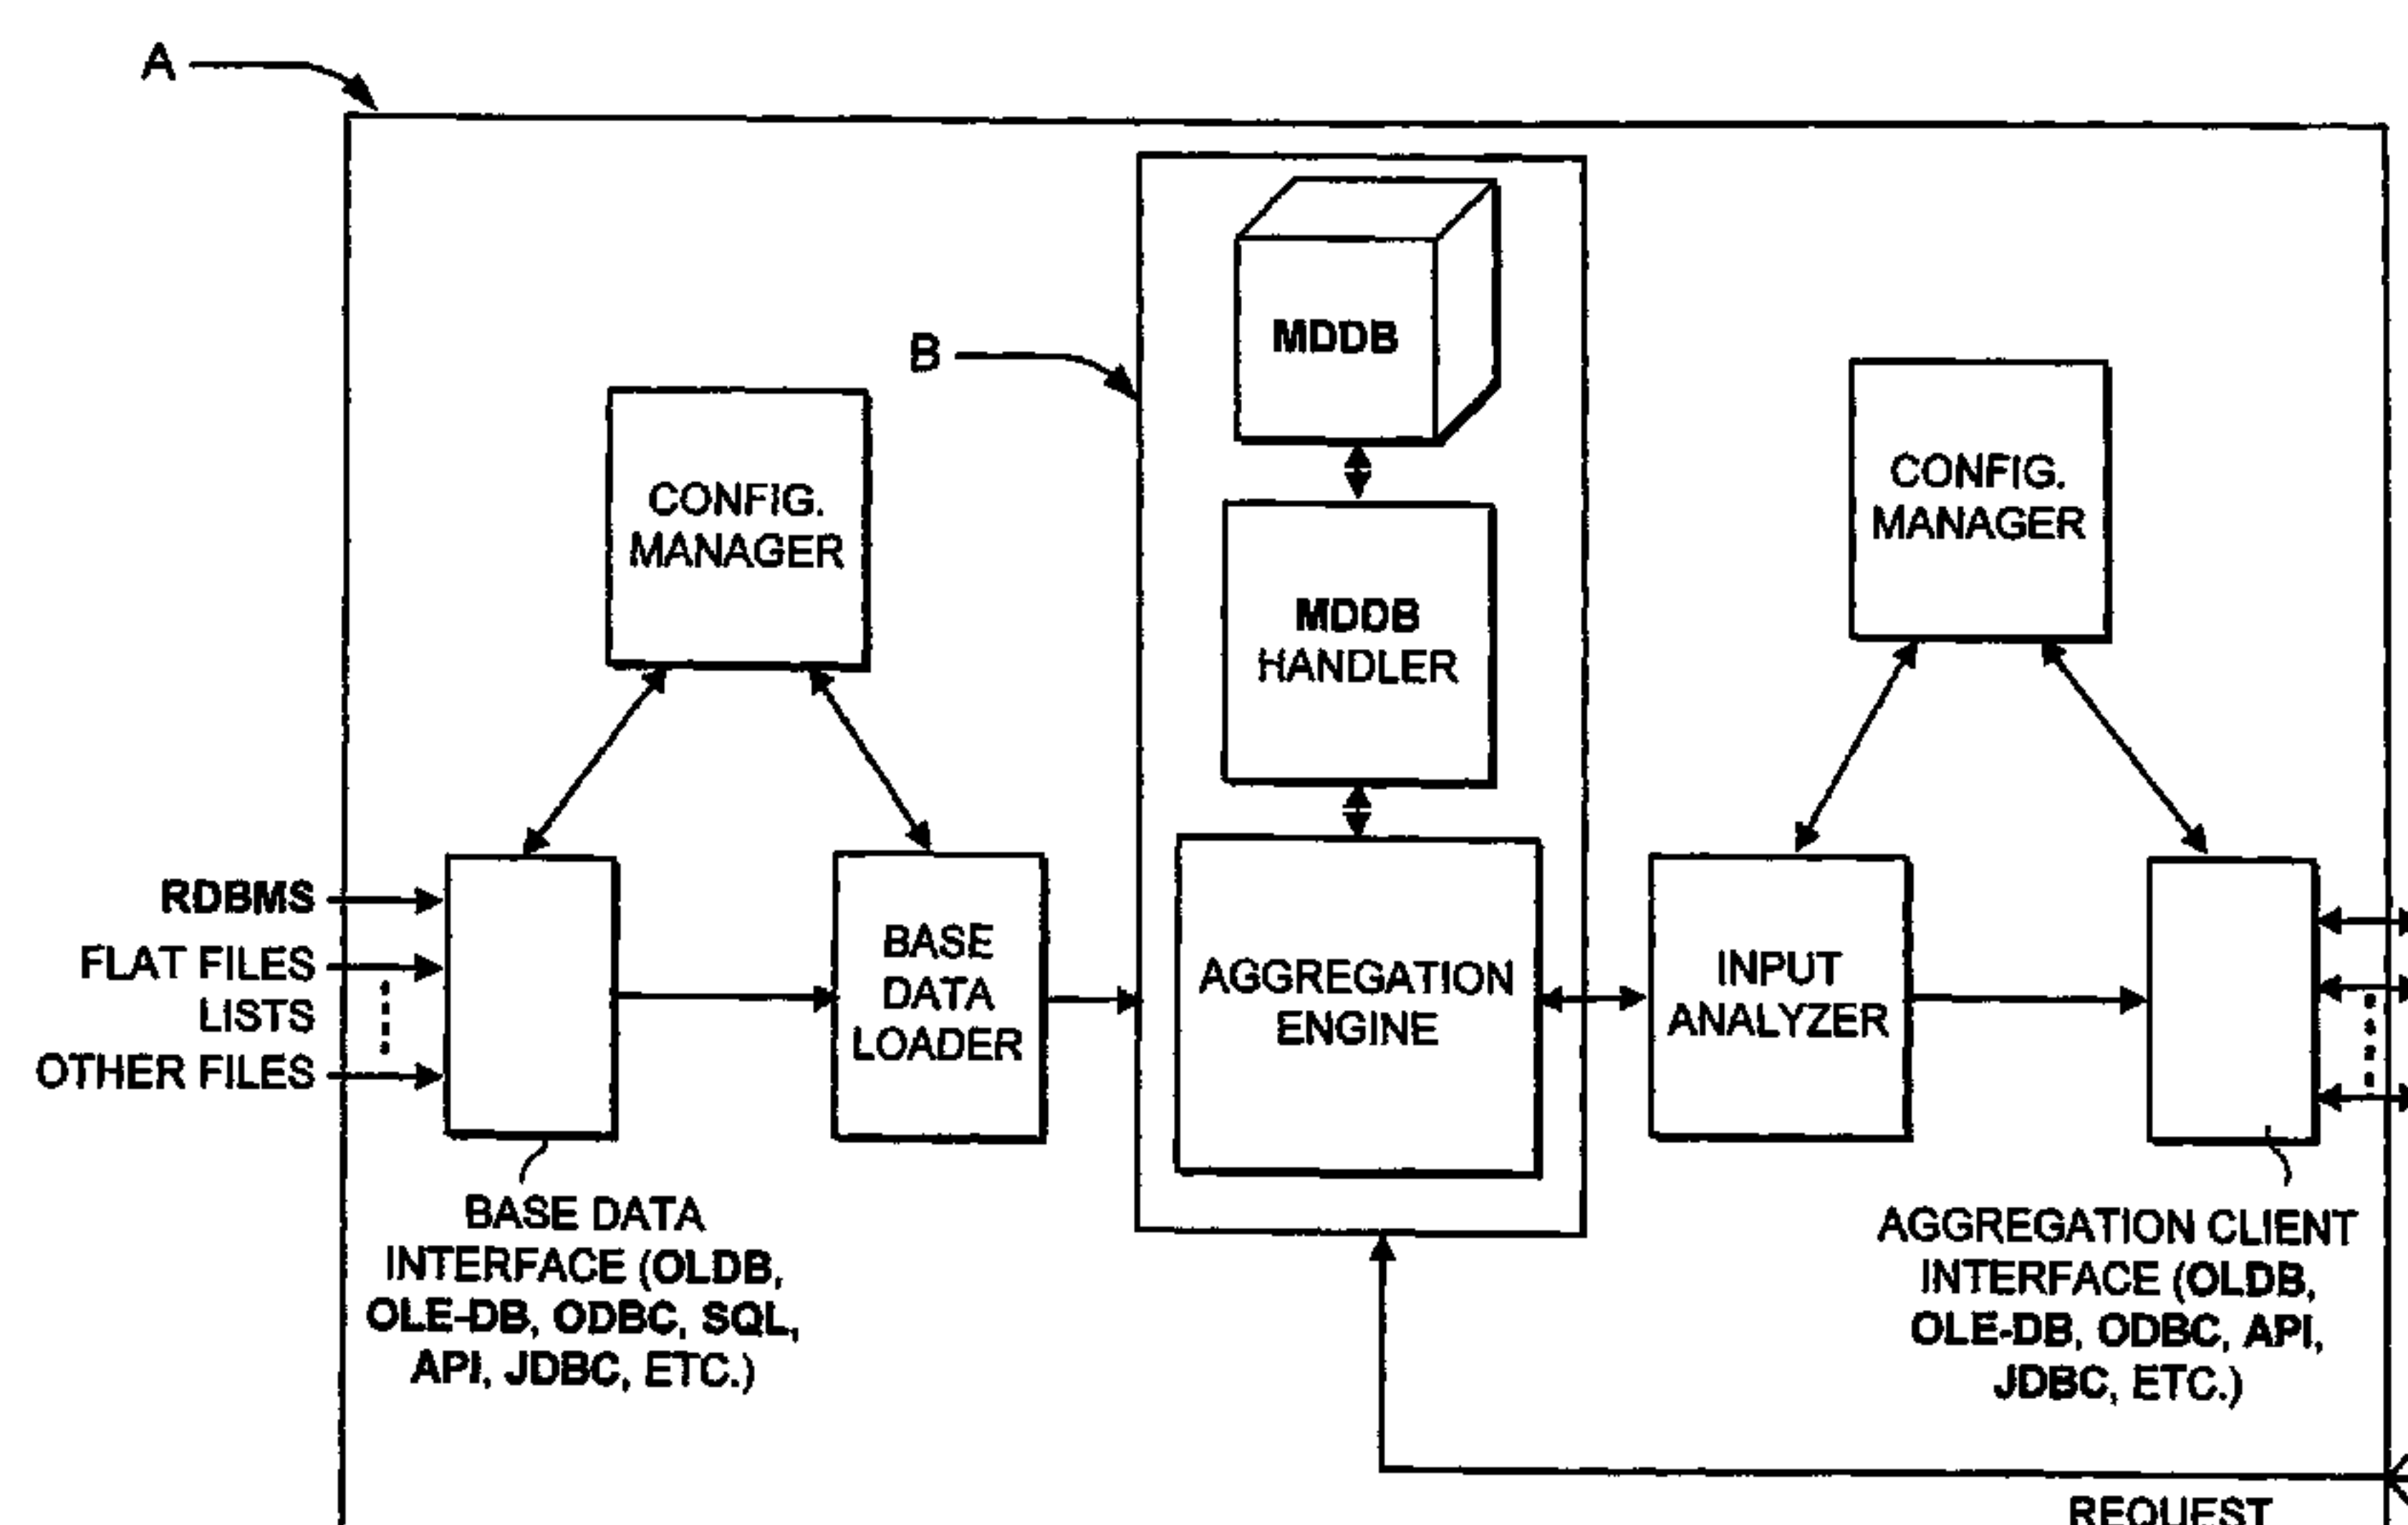 A
B
MDDB
CONFIG.
MANAGER
MDDB
HANDLER
CONFIG.
MANAGER
RDBMS
FLAT FILES
LISTS
OTHER FILES
BASE
DATA
LOADER
AGGREGATION
ENGINE
INPUT
ANALYZER
BASE DATA
INTERFACE (OLDB,
OLE-DB, ODBC, SQL,
API, JDBC, ETC.)
AGGREGATION CLIENT
INTERFACE (OLDB,
OLE-DB, ODBC, API,
JDBC, ETC.)
REQUEST